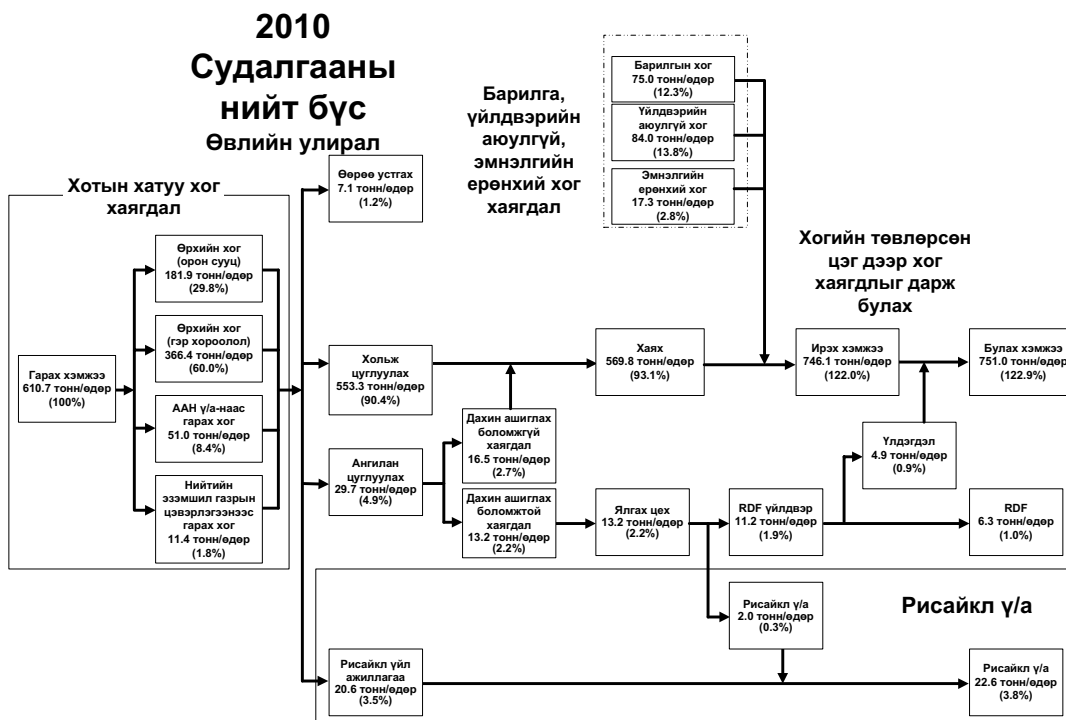 2010
Судалгааны
нийт бүс
Өвлийн улирал
Хотын хатуу хог
хаягдал
Барилга,
үйлдвэрийн
аюулгүй,
эмнэлгийн
ерөнхий хог
хаягдал
Барилгын хог
75.0 тонн/өдөр
(12.3%)
Үйлдвэрийн
аюулгүй хог
84.0 тонн/өдөр
(13.8%)
Эмнэлгийн
ерөнхий хог
17.3 тонн/өдөр
(2.8%)
Хогийн төвлөрсөн
цэг дээр хог
хаягдлыг дарж
булах
Гарах хэмжээ
610.7 тонн/өдөр
(100%)
Өрхийн хог
(орон сууц)
181.9 тонн/өдөр
(29.8%)
Өрхийн хог
(гэр хороолол)
366.4 тонн/өдөр
(60.0%)
ААН ү/а-наас
гарах хог
51.0 тонн/өдөр
(8.4%)
Нийтийн
эзэмшил газрын
цэвэрлэгээнээс
гарах хог
11.4 тонн/өдөр
(1.8%)
Өөрөө устгах
7.1 тонн/өдөр
(1.2%)
Хольж
цуглуулах
553.3 тонн/өдөр
(90.4%)
Ангилан
цуглуулах
29.7 тонн/өдөр
(4.9%)
Дахин ашиглах
боломжгүй
хаягдал
16.5 тонн/өдөр
(2.7%)
Дахин ашиглах
боломжтой
хаягдал
13.2 тонн/өдөр
(2.2%)
Хаях
569.8 тонн/өдөр
(93.1%)
Ялгах цех
13.2 тонн/өдөр
(2.2%)
Ирэх хэмжээ
746.1 тонн/өдөр
(122.0%)
Булах хэмжээ
751.0 тонн/өдөр
(122.9%)
Үлдэгдэл
4.9 тонн/өдөр
(0.9%)
RDF үйлдвэр
11.2 тонн/өдөр
(1.9%)
RDF
6.3 тонн/өдөр
(1.0%)
Рисайкл ү/а
Рисайкл ү/а
2.0 тонн/өдөр
(0.3%)
Рисайкл үйл
ажиллагаа
20.6 тонн/өдөр
(3.5%)
Рисайкл ү/а
22.6 тонн/өдөр
(3.8%)